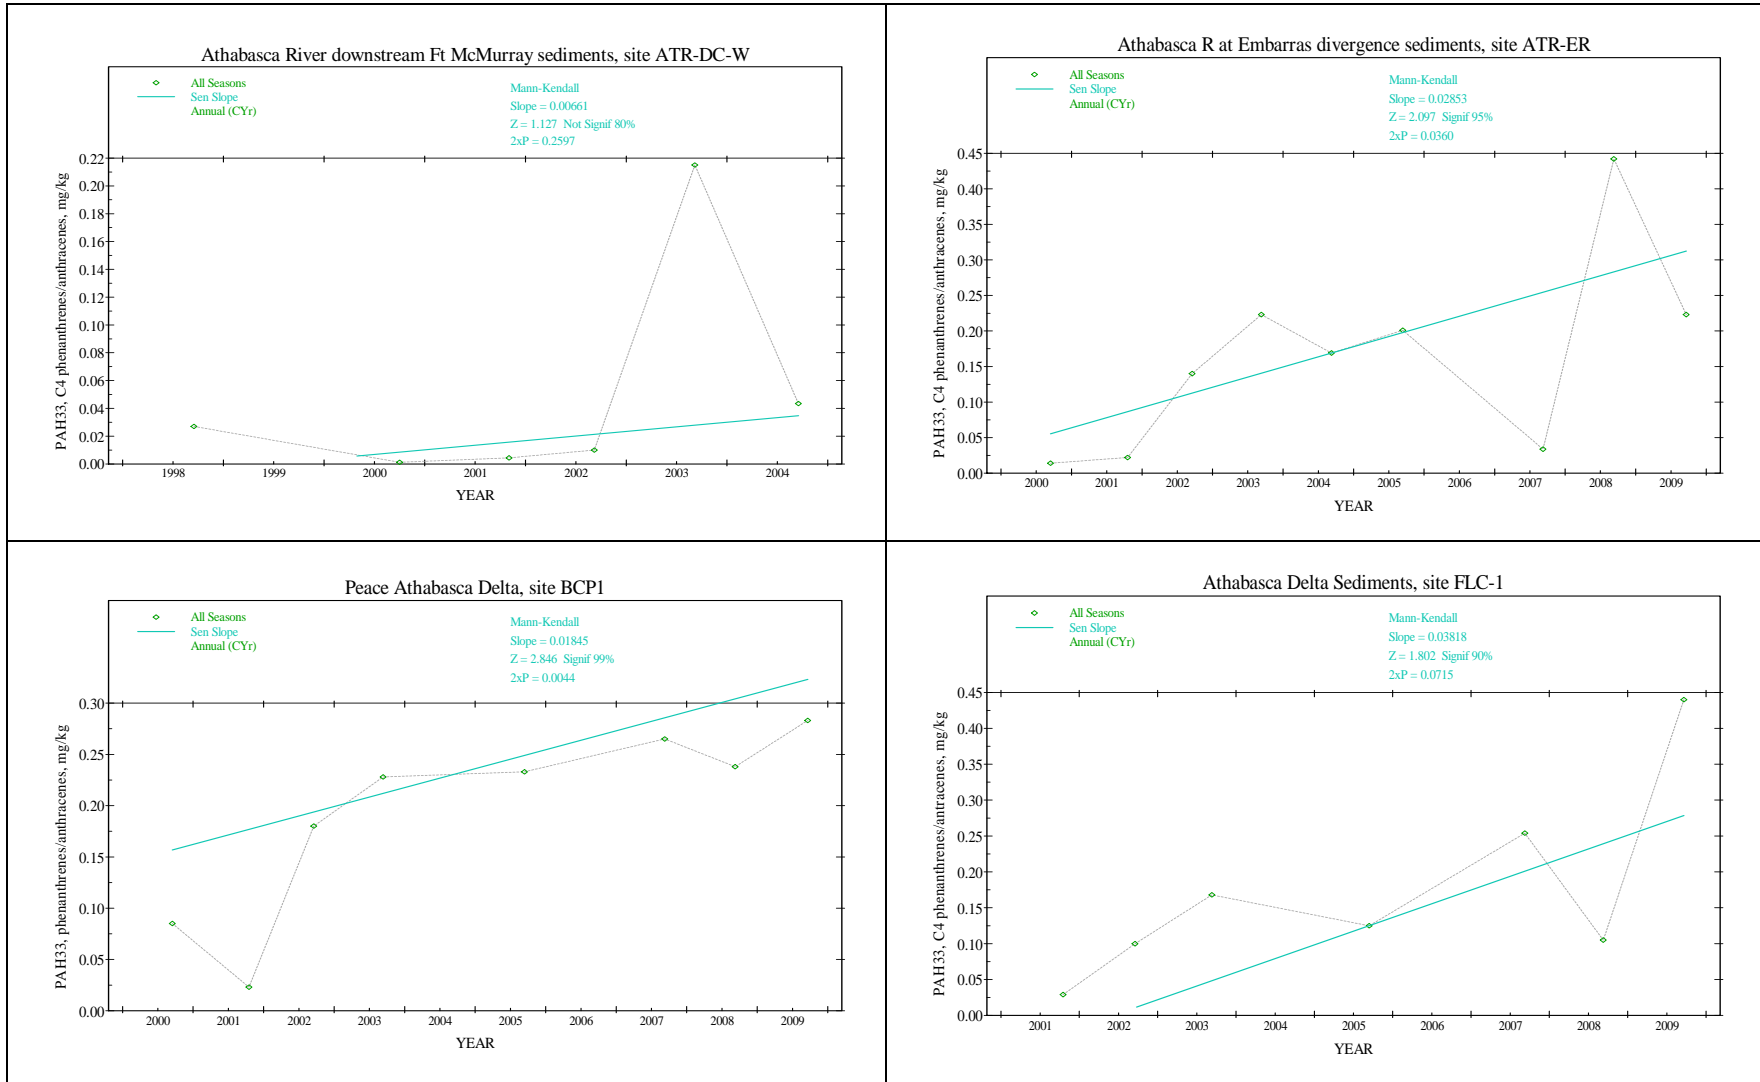 Athabasca River downstream Ft McMurray sediments, site ATR-DC-W
All Seasons
Sen Slope
Annual (CYr)
Mann-Kendall
Slope = 0.00661
Z = 1.127 Not Signif 80%
2xP = 0.2597
PAH33, C4 phenanthrenes/anthracenes, mg/kg
0.22
0.20
0.18
0.16
0.14
0.12
0.10
0.08
0.06
0.04
0.02
0.00
1998 1999 2000 2001 2002 2003 2004
YEAR
Athabasca R at Embarras divergence sediments, site ATR-ER
All Seasons
Sen Slope
Annual (CYr)
Mann-Kendall
Slope = 0.02853
Z = 2.097 Signif 95%
2xP = 0.0360
PAH33, C4 phenanthrenes/anthracenes, mg/kg
0.45
0.40
0.35
0.30
0.25
0.20
0.15
0.10
0.05
0.00
2000 2001 2002 2003 2004 2005 2006 2007 2008 2009
YEAR
Peace Athabasca Delta, site BCP1
All Seasons
Sen Slope
Annual (CYr)
Mann-Kendall
Slope = 0.01845
Z = 2.846 Signif 99%
2xP = 0.0044
PAH33, phenanthrenes/anthracenes, mg/kg
0.30
0.25
0.20
0.15
0.10
0.05
0.00
2000 2001 2002 2003 2004 2005 2006 2007 2008 2009
YEAR
Athabasca Delta Sediments, site FLC-1
All Seasons
Sen Slope
Annual (CYr)
Mann-Kendall
Slope = 0.03818
Z = 1.802 Signif 90%
2xP = 0.0715
PAH33, C4 phenanthrenes/antracenes, mg/kg
0.45
0.40
0.35
0.30
0.25
0.20
0.15
0.10
0.05
0.00
2001 2002 2003 2004 2005 2006 2007 2008 2009
YEAR